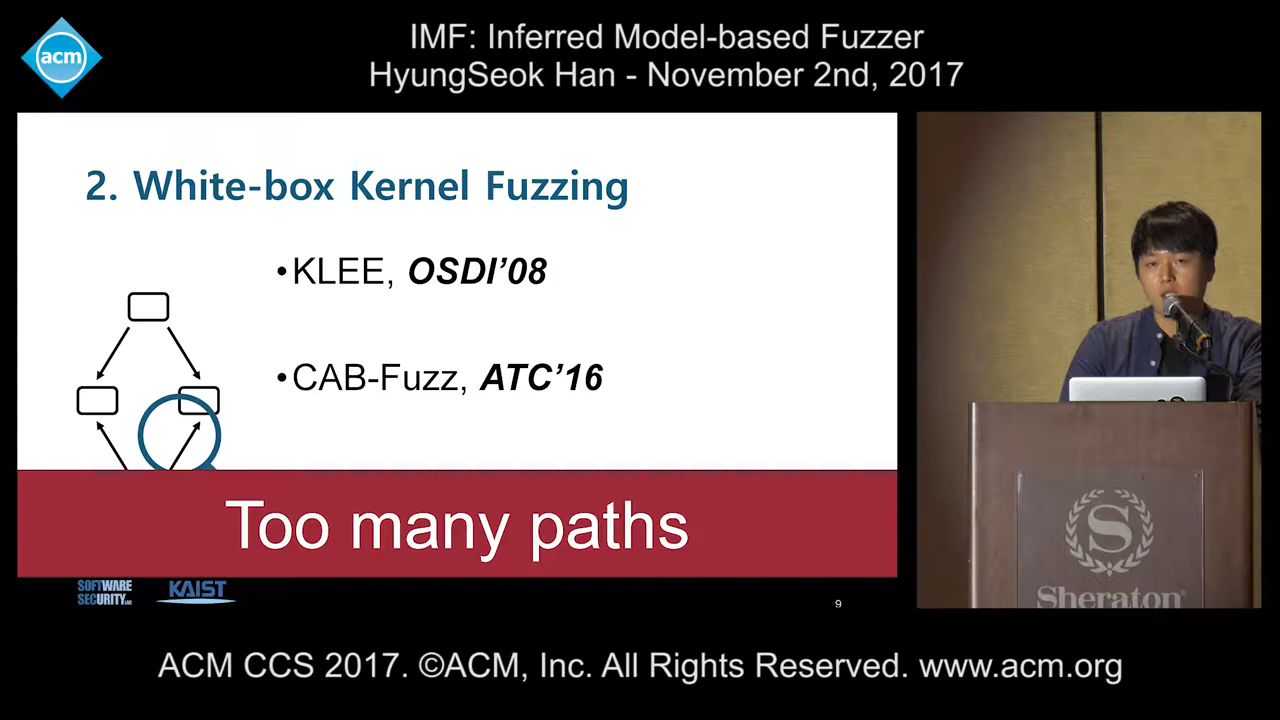 acm
IMF: Inferred Model-based Fuzzer
HyungSeok Han - November 2nd, 2017
2. White-box Kernel Fuzzing
•KLEE, OSDI’08
•CAB-Fuzz, ATC’16
Too many paths
SOFTWARE
SECURITY LAB
KAIST
9
S
Sheraton
ACM CCS 2017. ©ACM, Inc. All Rights Reserved. www.acm.org